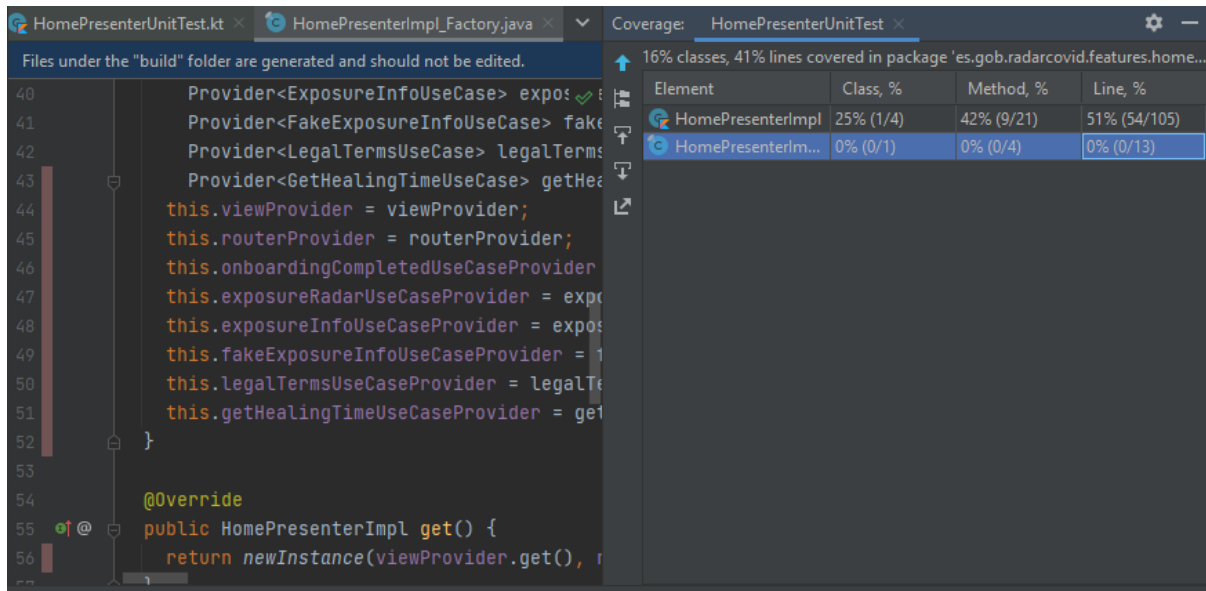 HomePresenterUnitTest.kt
HomePresenterImpl_Factory.java
Files under the "build" folder are generated and should not be edited.
40 Provider<ExposureInfoUseCase> expos
41 Provider<FakeExposureInfoUseCase> fake
42 Provider<LegalTermsUseCase> legalTerms
43 Provider<GetHealingTimeUseCase> getHea
44 this.viewProvider = viewProvider;
45 this.routerProvider = routerProvider;
46 this.onboardingCompletedUseCaseProvider
47 this.exposureRadarUseCaseProvider = expo
48 this.exposureInfoUseCaseProvider = expos
49 this.fakeExposureInfoUseCaseProvider = f
50 this.legalTermsUseCaseProvider = legalTe
51 this.getHealingTimeUseCaseProvider = get
52 }
53
54 @Override
55 @ public HomePresenterImpl get() {
56 return newInstance(viewProvider.get(), r
57 }
Coverage: HomePresenterUnitTest
16% classes, 41% lines covered in package 'es.gob.radarcovid.features.home...
Element Class, % Method, % Line, %
HomePresenterImpl 25% (1/4) 42% (9/21) 51% (54/105)
HomePresenterIm... 0% (0/1) 0% (0/4) 0% (0/13)